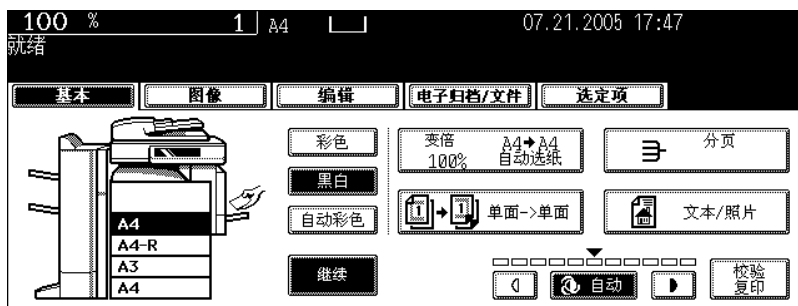 100 % 1 A4 07.21.2005 17:47
就绪
基本 图像 编辑 电子归档/文件 选定项
彩色
黑白
自动彩色
继续
变倍 A4→A4
100% 自动选纸
分页
1→1 单面->单面
文本/照片
A4
A4-R
A3
A4
自动
校验
复印